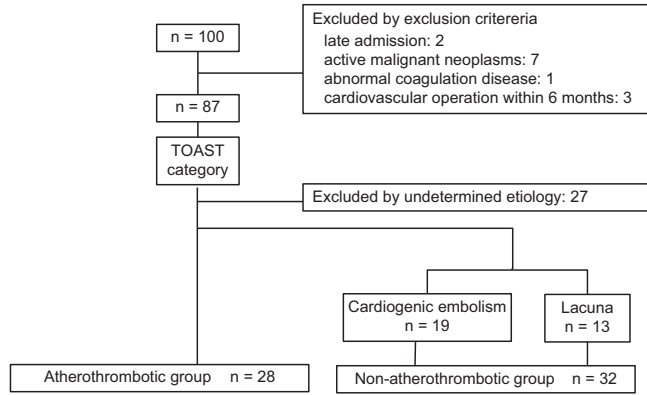 n = 100
Excluded by exclusion critereria
late admission: 2
active malignant neoplasms: 7
abnormal coagulation disease: 1
cardiovascular operation within 6 months: 3
n = 87
TOAST
category
Excluded by undetermined etiology: 27
Cardiogenic embolism
n = 19
Lacuna
n = 13
Atherothrombotic group n = 28
Non-atherothrombotic group n = 32